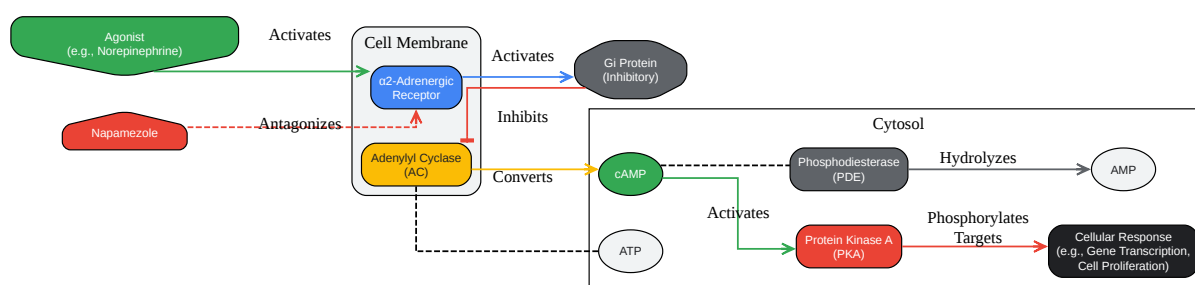 Agonist
(e.g., Norepinephrine)
Activates
Cell Membrane
α2-Adrenergic
Receptor
Activates
Gi Protein
(Inhibitory)
Napamezole
Antagonizes
Inhibits
Cytosol
Adenylyl Cyclase
(AC)
Converts
cAMP
Phosphodiesterase
(PDE)
Hydrolyzes
AMP
Activates
ATP
Protein Kinase A
(PKA)
Phosphorylates
Targets
Cellular Response
(e.g., Gene Transcription,
Cell Proliferation)